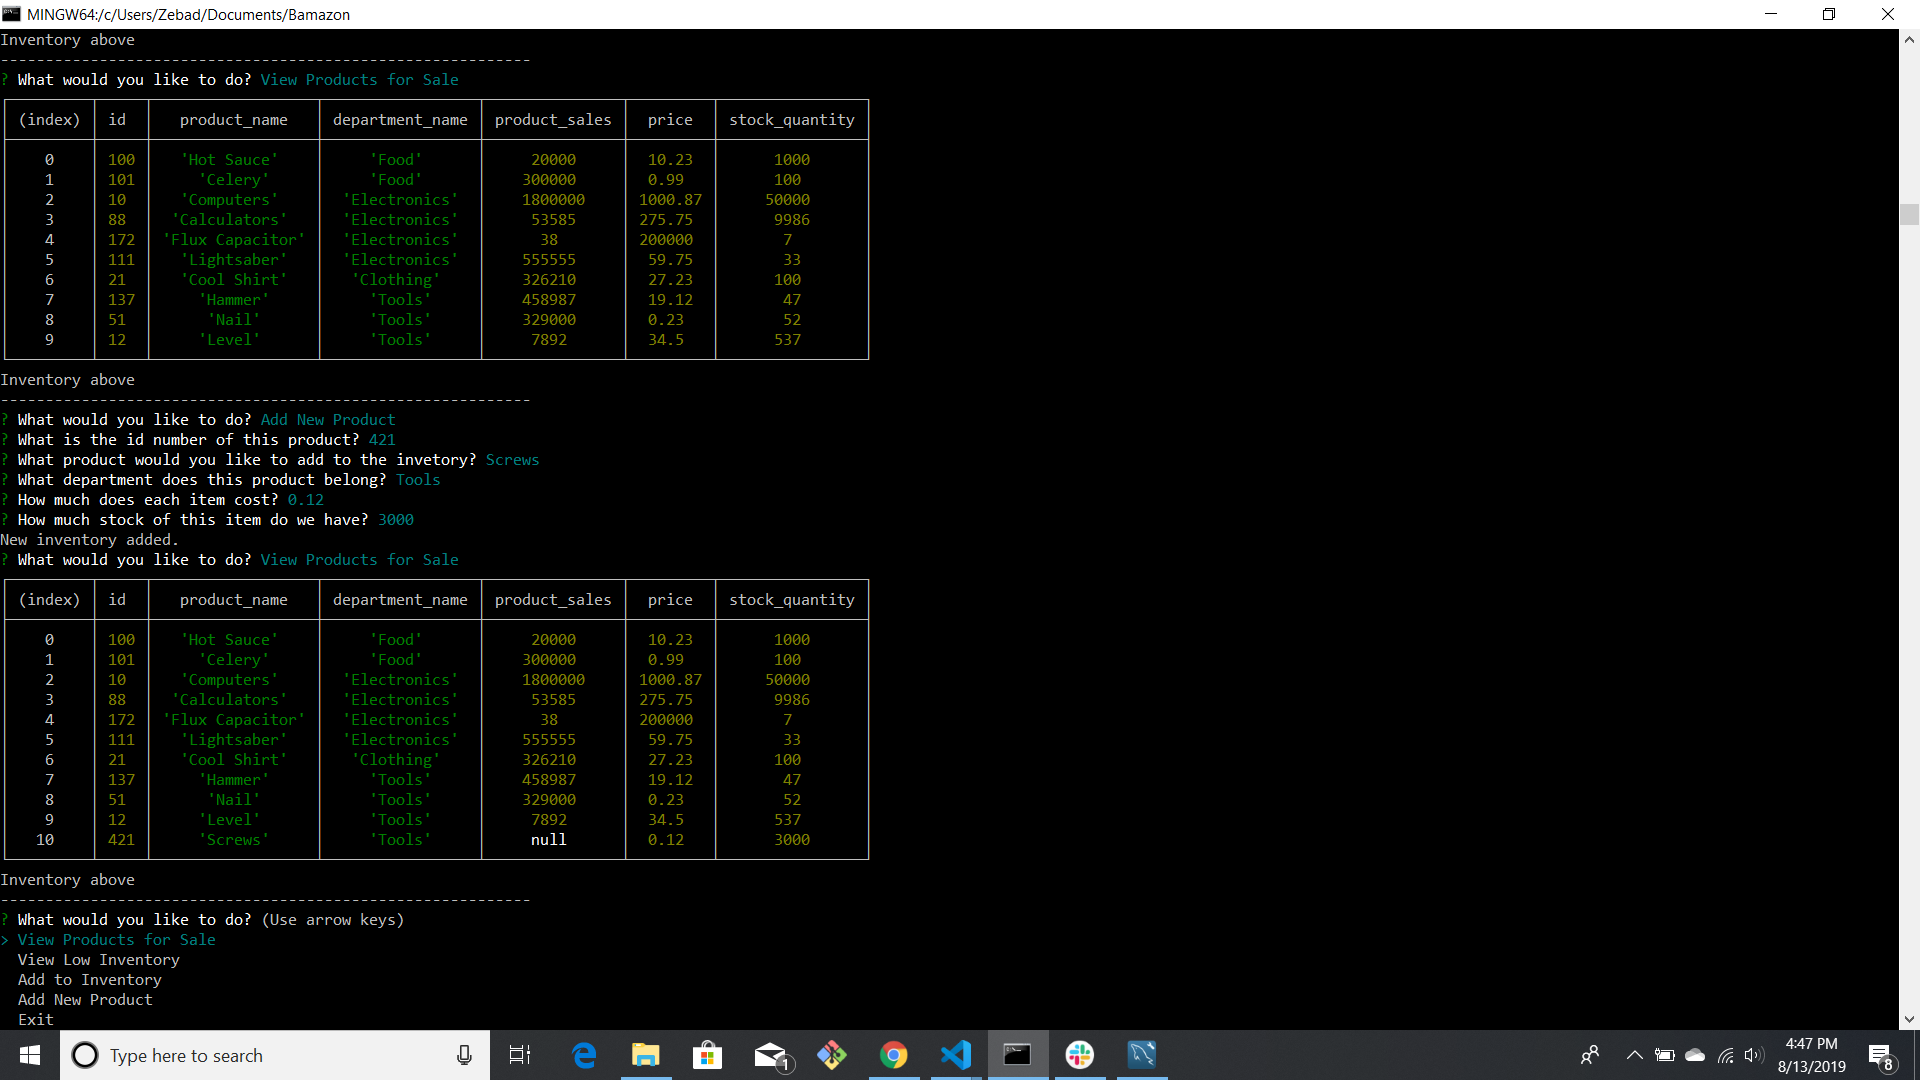 MINGW64:/c/Users/Zebad/Documents/Bamazon
Inventory above
-----------------------------------------------------------
? What would you like to do? View Products for Sale
(index) id product_name department_name product_sales price stock_quantity
0 100 'Hot Sauce' 'Food' 20000 10.23 1000
1 101 'Celery' 'Food' 300000 0.99 100
2 10 'Computers' 'Electronics' 1800000 1000.87 50000
3 88 'Calculators' 'Electronics' 53585 275.75 9986
4 172 'Flux Capacitor' 'Electronics' 38 200000 7
5 111 'Lightsaber' 'Electronics' 555555 59.75 33
6 21 'Cool Shirt' 'Clothing' 326210 27.23 100
7 137 'Hammer' 'Tools' 458987 19.12 47
8 51 'Nail' 'Tools' 329000 0.23 52
9 12 'Level' 'Tools' 7892 34.5 537
Inventory above
-----------------------------------------------------------
? What would you like to do? Add New Product
? What is the id number of this product? 421
? What product would you like to add to the invetory? Screws
? What department does this product belong? Tools
? How much does each item cost? 0.12
? How much stock of this item do we have? 3000
New inventory added.
? What would you like to do? View Products for Sale
(index) id product_name department_name product_sales price stock_quantity
0 100 'Hot Sauce' 'Food' 20000 10.23 1000
1 101 'Celery' 'Food' 300000 0.99 100
2 10 'Computers' 'Electronics' 1800000 1000.87 50000
3 88 'Calculators' 'Electronics' 53585 275.75 9986
4 172 'Flux Capacitor' 'Electronics' 38 200000 7
5 111 'Lightsaber' 'Electronics' 555555 59.75 33
6 21 'Cool Shirt' 'Clothing' 326210 27.23 100
7 137 'Hammer' 'Tools' 458987 19.12 47
8 51 'Nail' 'Tools' 329000 0.23 52
9 12 'Level' 'Tools' 7892 34.5 537
10 421 'Screws' 'Tools' null 0.12 3000
Inventory above
-----------------------------------------------------------
? What would you like to do? (Use arrow keys)
> View Products for Sale
View Low Inventory
Add to Inventory
Add New Product
Exit
Type here to search
1
4:47 PM
8/13/2019
8